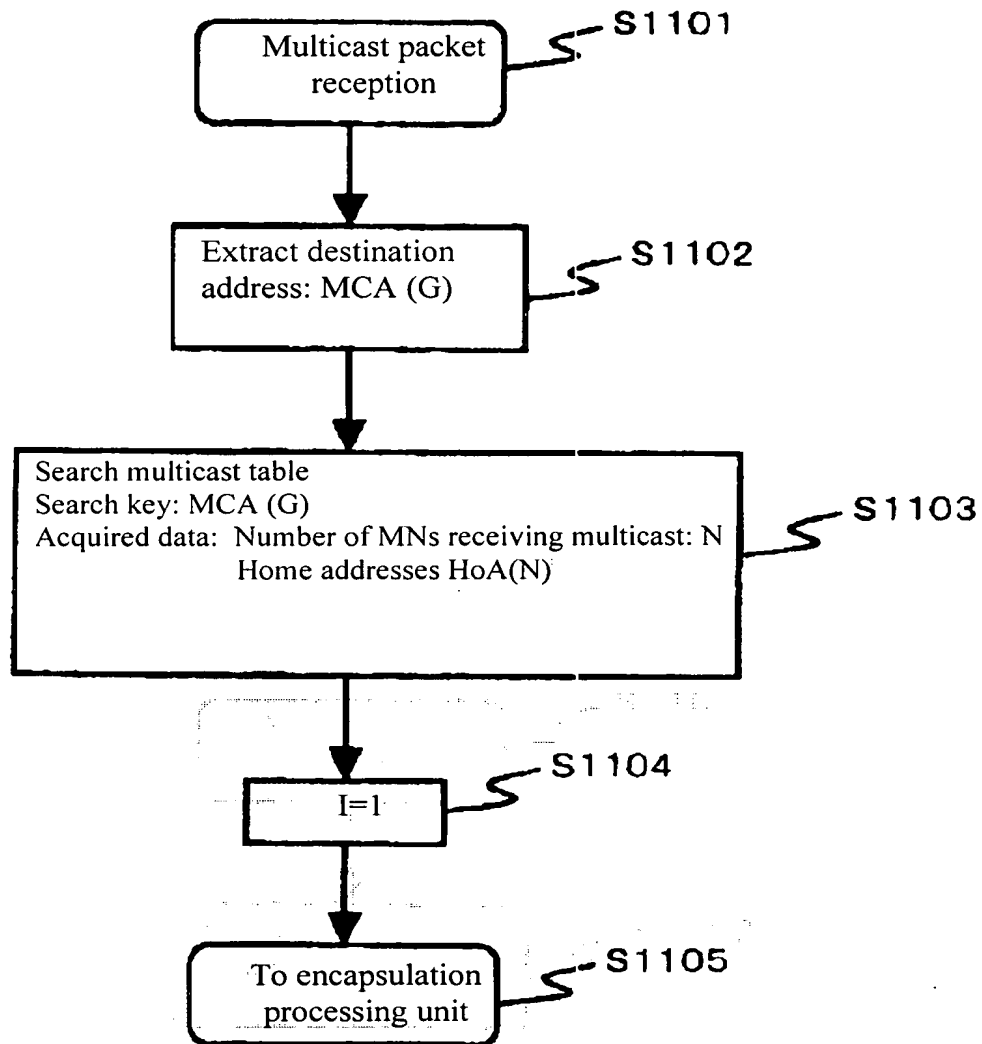 Multicast packet
reception
S1101
Extract destination
address: MCA (G)
S1102
Search multicast table
Search key: MCA (G)
Acquired data: Number of MNs receiving multicast: N
Home addresses HoA(N)
S1103
I=1
S1104
To encapsulation
processing unit
S1105